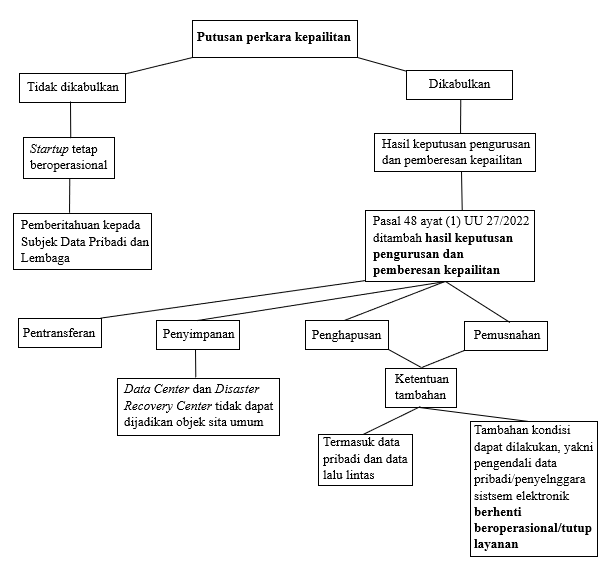 Putusan perkara kepailitan
Tidak dikabulkan
Dikabulkan
Startup tetap
beroperasional
Hasil keputusan pengurusan
dan pemberesan kepailitan
Pemberitahuan kepada
Subjek Data Pribadi dan
Lembaga
Pasal 48 ayat (1) UU 27/2022
ditambah hasil keputusan
pengurusan dan
pemberesan kepailitan
Pentransferan
Penyimpanan
Penghapusan
Pemusnahan
Data Center dan Disaster
Recovery Center tidak dapat
dijadikan objek sita umum
Ketentuan
tambahan
Termasuk data
pribadi dan data
lalu lintas
Tambahan kondisi
dapat dilakukan, yakni
pengendali data
pribadi/penyelnggara
sistsem elektronik
berhenti
beroperasional/tutup
layanan